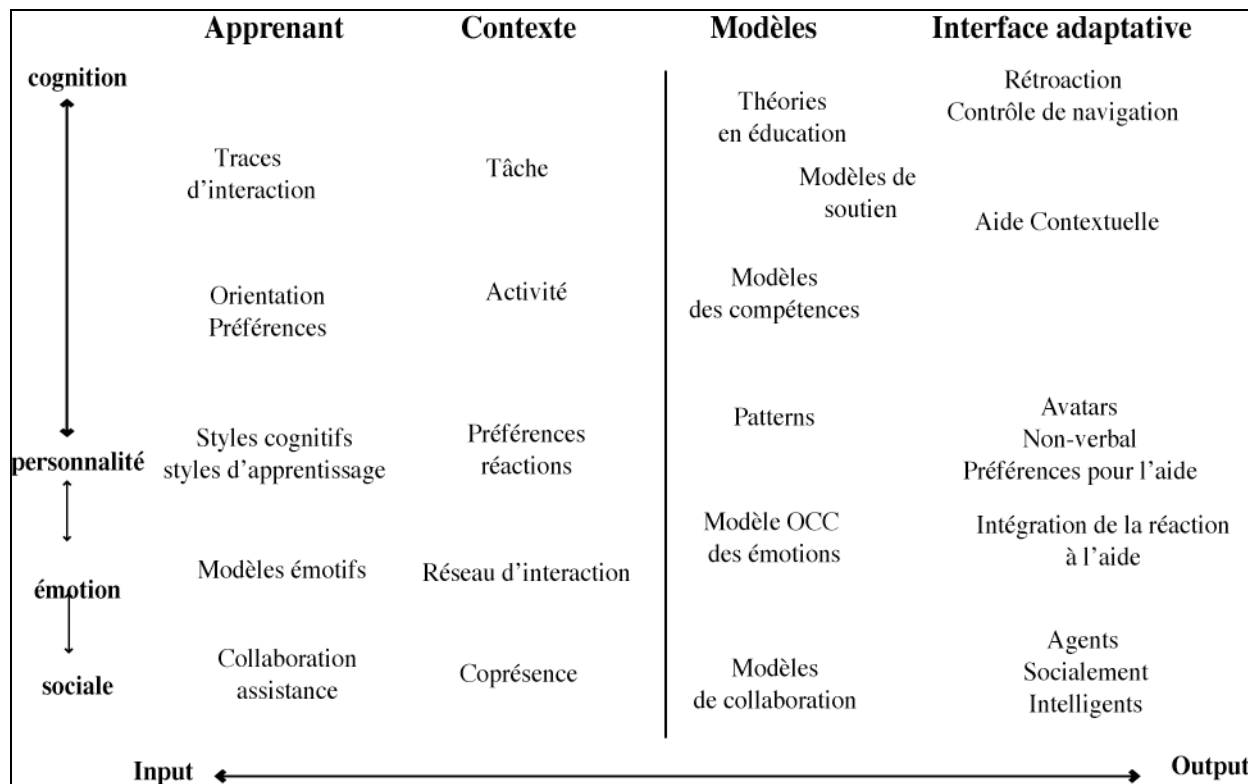 Apprenant
Contexte
Modèles
Interface adaptative
cognition
Théories
en éducation
Rétroaction
Contrôle de navigation
Traces
d'interaction
Tâche
Modèles de
soutien
Aide Contextuelle
Orientation
Préférences
Activité
Modèles
des compétences
personnalité
Styles cognitifs
styles d'apprentissage
Préférences
réactions
Patterns
Avatars
Non-verbal
Préférences pour l'aide
émotion
Modèles émotifs
Réseau d'interaction
Modèle OCC
des émotions
Intégration de la réaction
à l'aide
sociale
Collaboration
assistance
Coprésence
Modèles
de collaboration
Agents
Socialement
Intelligents
Input
Output